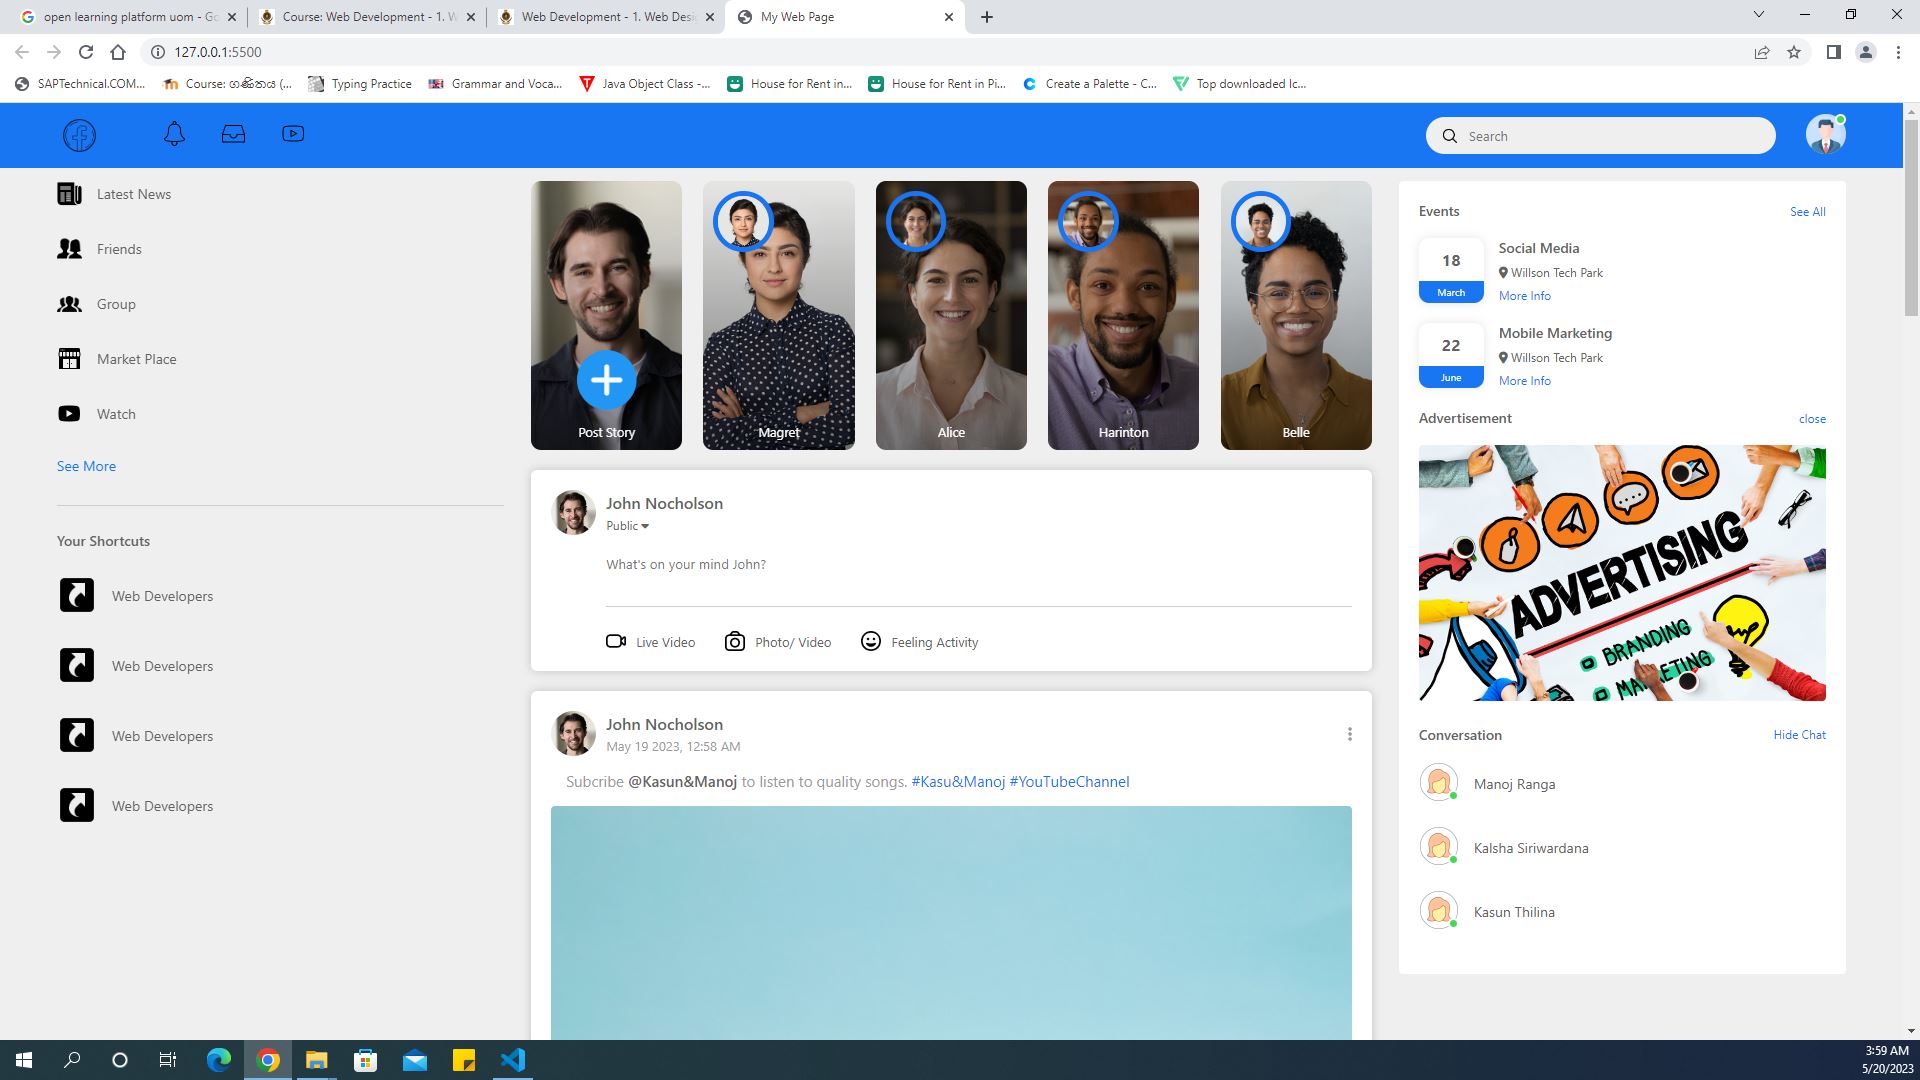 open learning platform uom - Go
Course: Web Development - 1. W
Web Development - 1. Web Desi
My Web Page
127.0.0.1:5500
SAPTechnical.COM...
Course: ගණිතය (...
Typing Practice
Grammar and Voca...
Java Object Class -...
House for Rent in...
House for Rent in Pi...
Create a Palette - C...
Top downloaded Ic...
Search
Latest News
Friends
Group
Market Place
Watch
See More
Your Shortcuts
Web Developers
Web Developers
Web Developers
Web Developers
Post Story
Magret
Alice
Harinton
Belle
John Nocholson
Public
What's on your mind John?
Live Video
Photo/ Video
Feeling Activity
John Nocholson
May 19 2023, 12:58 AM
Subcribe @Kasun&Manoj to listen to quality songs. #Kasu&Manoj #YouTubeChannel
Events
See All
18
March
Social Media
Willson Tech Park
More Info
22
June
Mobile Marketing
Willson Tech Park
More Info
Advertisement
close
ADVERTISING
BRANDING
MARKETING
Conversation
Hide Chat
Manoj Ranga
Kalsha Siriwardana
Kasun Thilina
3:59 AM
5/20/2023